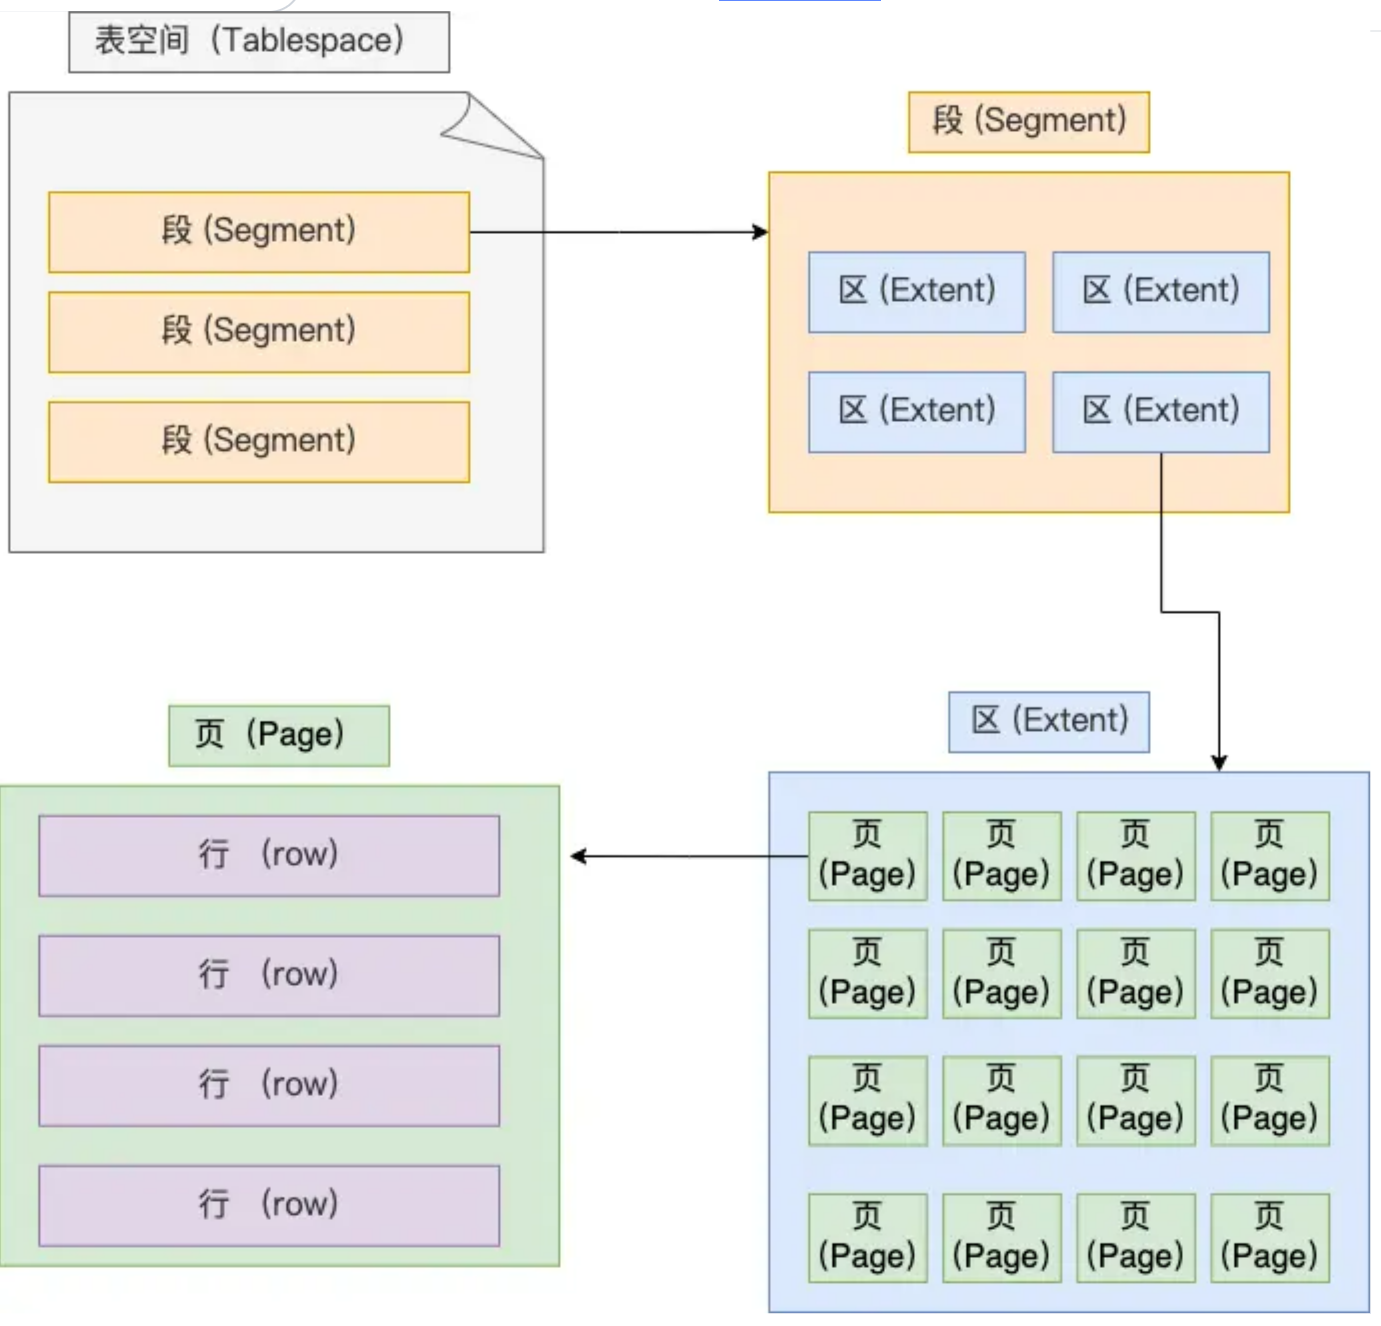 表空间（Tablespace）
段 (Segment)
段 (Segment)
段 (Segment)
段 (Segment)
区 (Extent)
区 (Extent)
区 (Extent)
区 (Extent)
区 (Extent)
页
(Page)
页
(Page)
页
(Page)
页
(Page)
页
(Page)
页
(Page)
页
(Page)
页
(Page)
页
(Page)
页
(Page)
页
(Page)
页
(Page)
页
(Page)
页
(Page)
页
(Page)
页
(Page)
页（Page）
行 （row）
行 （row）
行 （row）
行 （row）